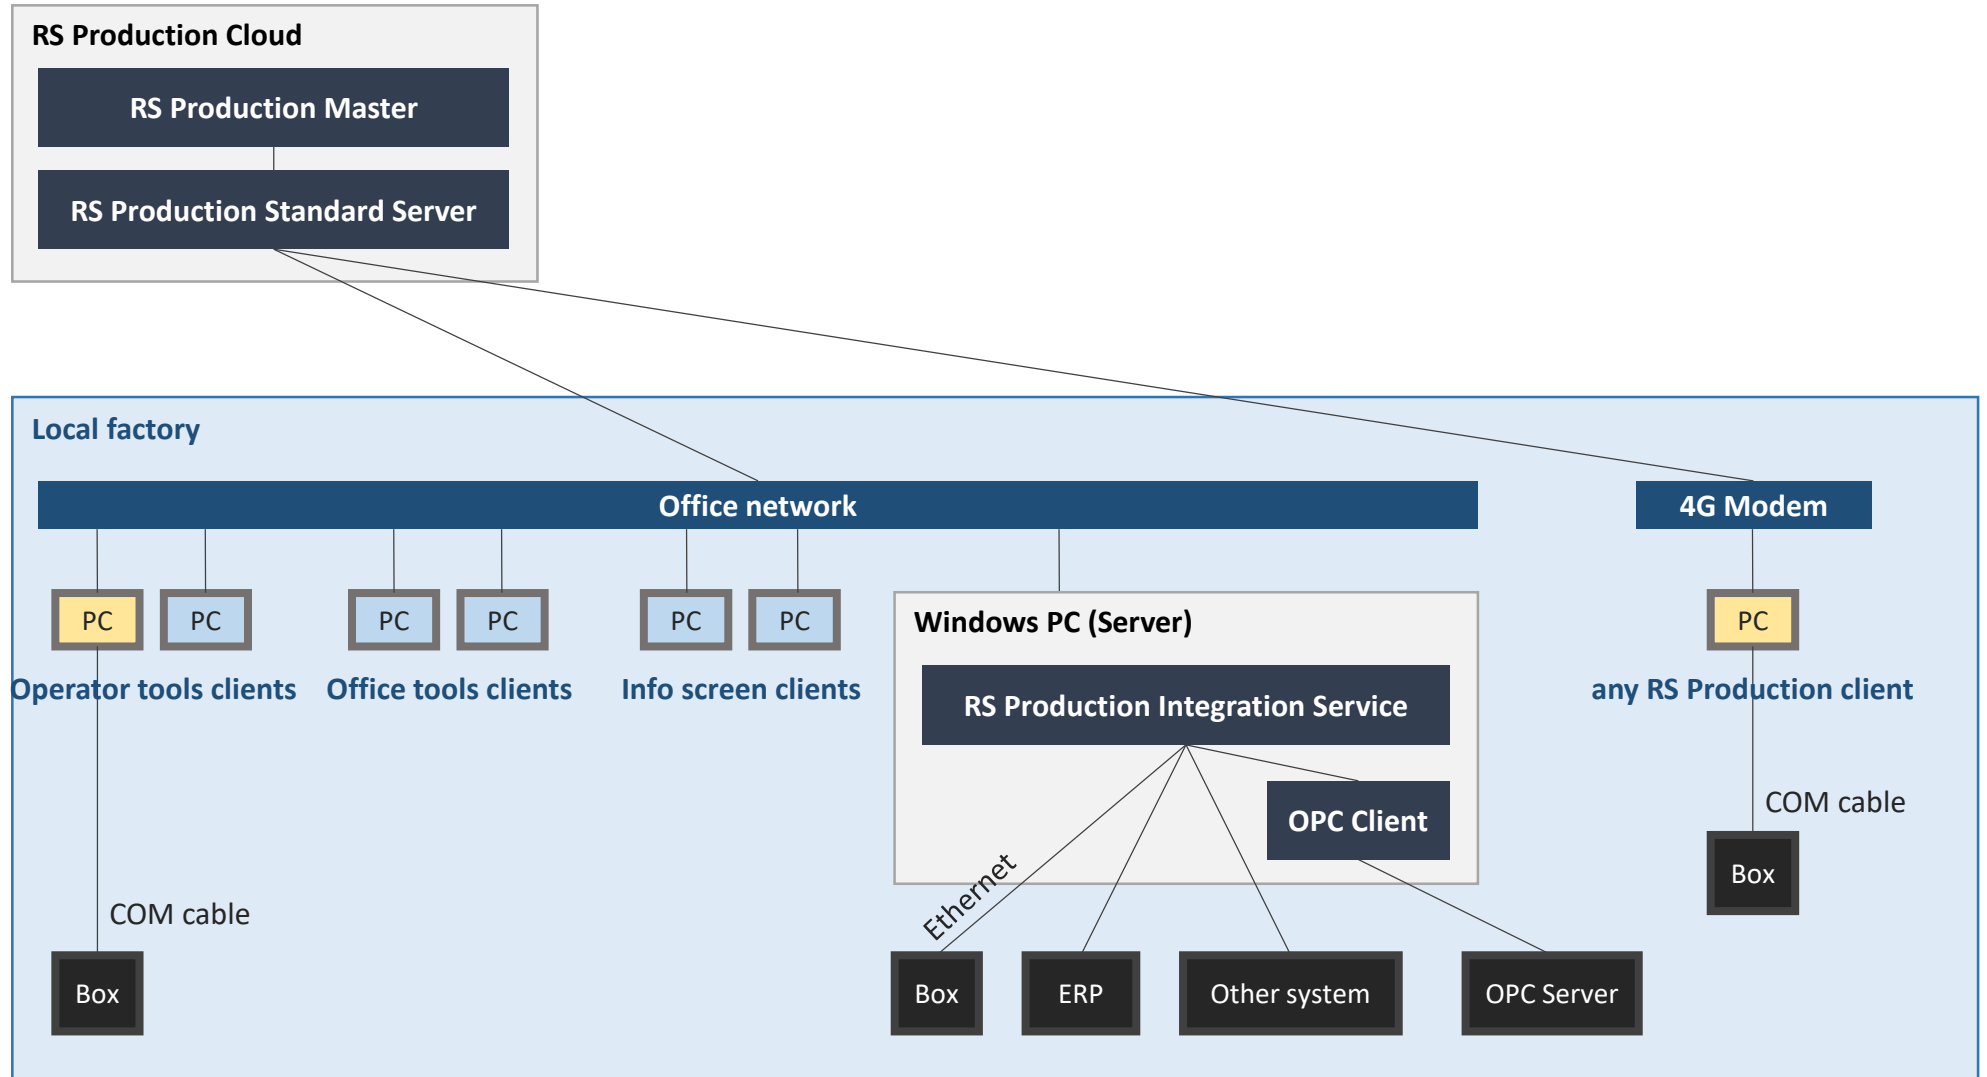 RS Production Cloud
RS Production Master
RS Production Standard Server
Local factory
Office network
4G Modem
PC
PC
PC
PC
PC
PC
PC
Operator tools clients
Office tools clients
Info screen clients
any RS Production client
Windows PC (Server)
RS Production Integration Service
OPC Client
COM cable
Box
Ethernet
COM cable
Box
Box
ERP
Other system
OPC Server